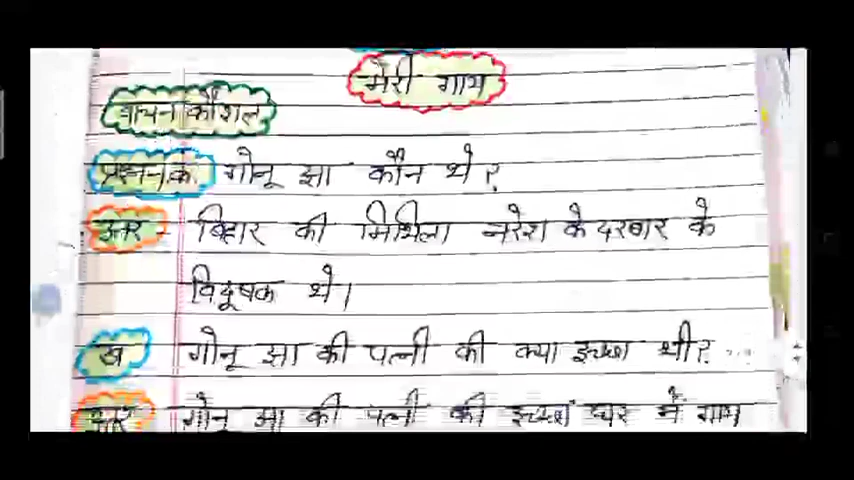 मेरी गाय
वाचन कौशल
प्रश्न-क. गोनू झा कौन थे?
उत्तर - बिहार की मिथिला नरेश के दरबार के
विदूषक थे।
ख गोनू झा की पत्नी की क्या इच्छा थी?
उत्तर गोनू झा की पत्नी की इच्छा घर में गाय